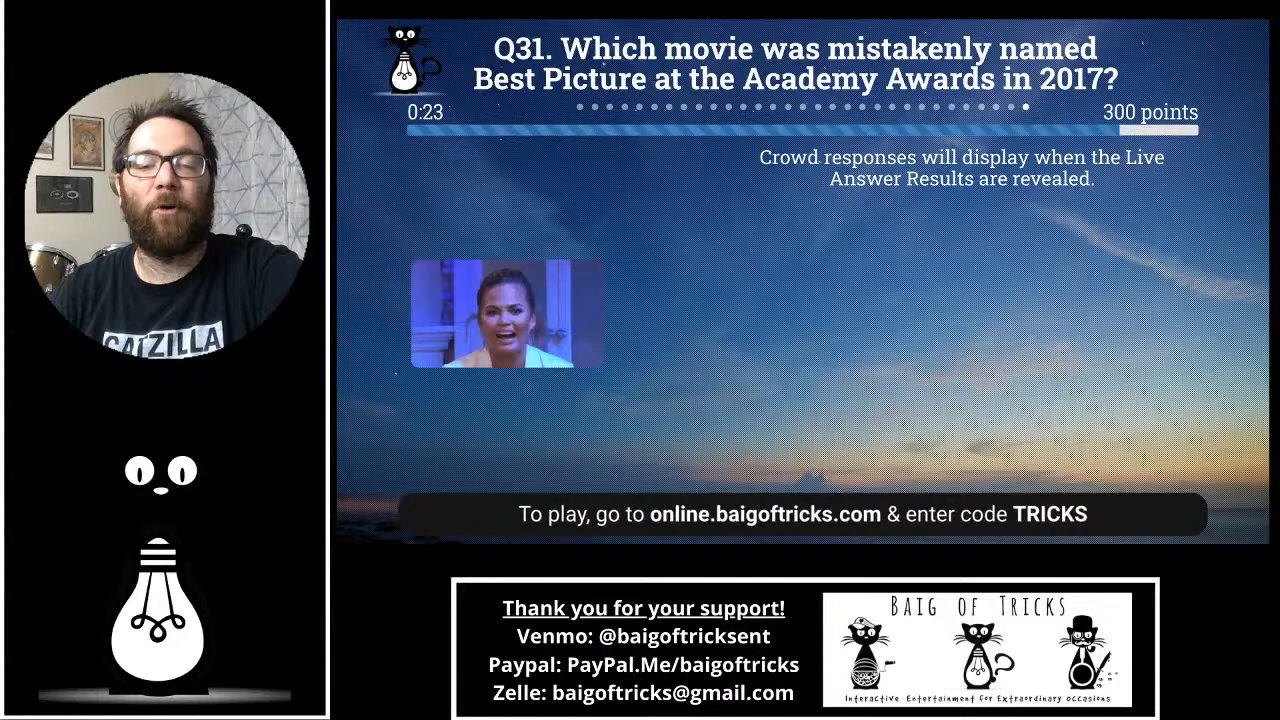 Q31. Which movie was mistakenly named
Best Picture at the Academy Awards in 2017?
0:23
300 points
Crowd responses will display when the Live
Answer Results are revealed.
CATZILLA
To play, go to online.baigoftricks.com & enter code TRICKS
Thank you for your support!
Venmo: @baigoftricksent
Paypal: PayPal.Me/baigoftricks
Zelle: baigoftricks@gmail.com
BAIG OF TRICKS
Interactive Entertainment for Extraordinary occasions